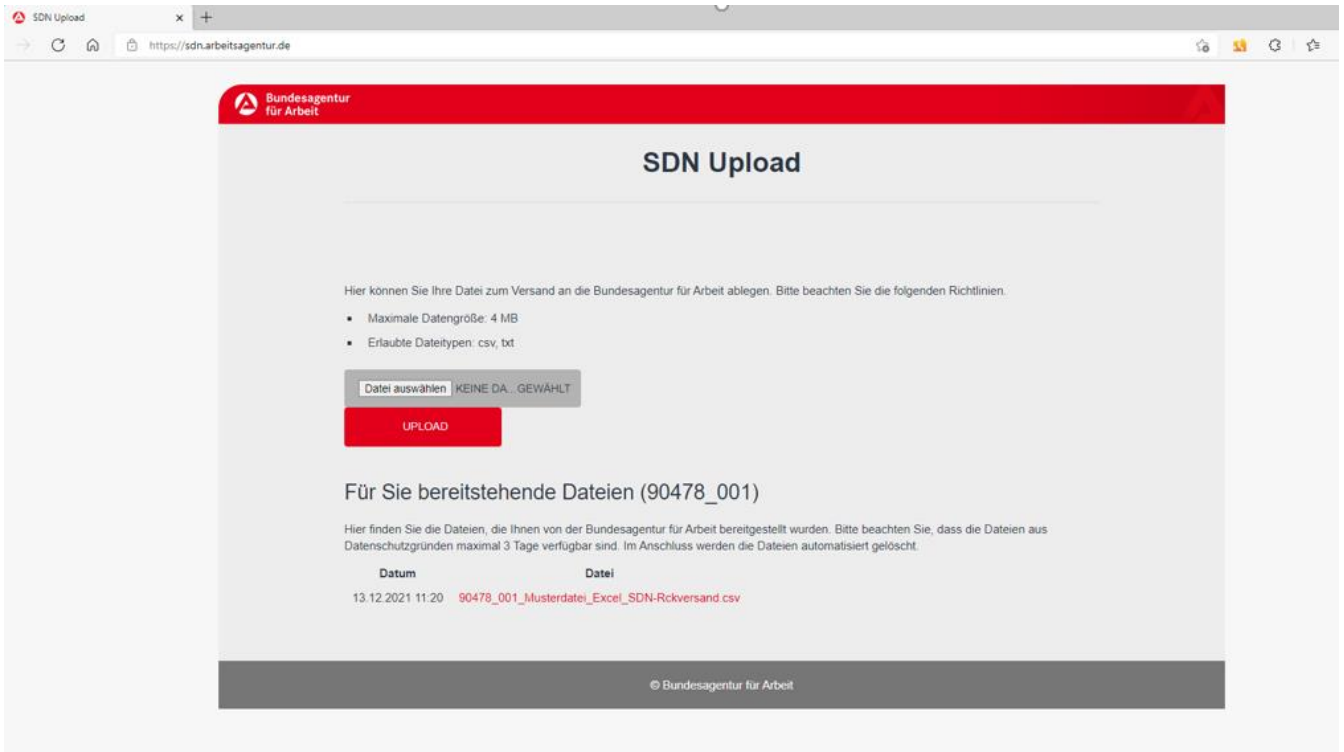 SDN Upload
https://sdn.arbeitsagentur.de
Bundesagentur
für Arbeit
SDN Upload
Hier können Sie Ihre Datei zum Versand an die Bundesagentur für Arbeit ablegen. Bitte beachten Sie die folgenden Richtlinien.
Maximale Datengröße: 4 MB
Erlaubte Dateitypen: csv, txt
Datei auswählen KEINE DA...GEWÄHLT
UPLOAD
Für Sie bereitstehende Dateien (90478_001)
Hier finden Sie die Dateien, die Ihnen von der Bundesagentur für Arbeit bereitgestellt wurden. Bitte beachten Sie, dass die Dateien aus
Datenschutzgründen maximal 3 Tage verfügbar sind. Im Anschluss werden die Dateien automatisiert gelöscht.
Datum Datei
13.12.2021 11:20 90478_001_Musterdatei_Excel_SDN-Rckversand.csv
© Bundesagentur für Arbeit